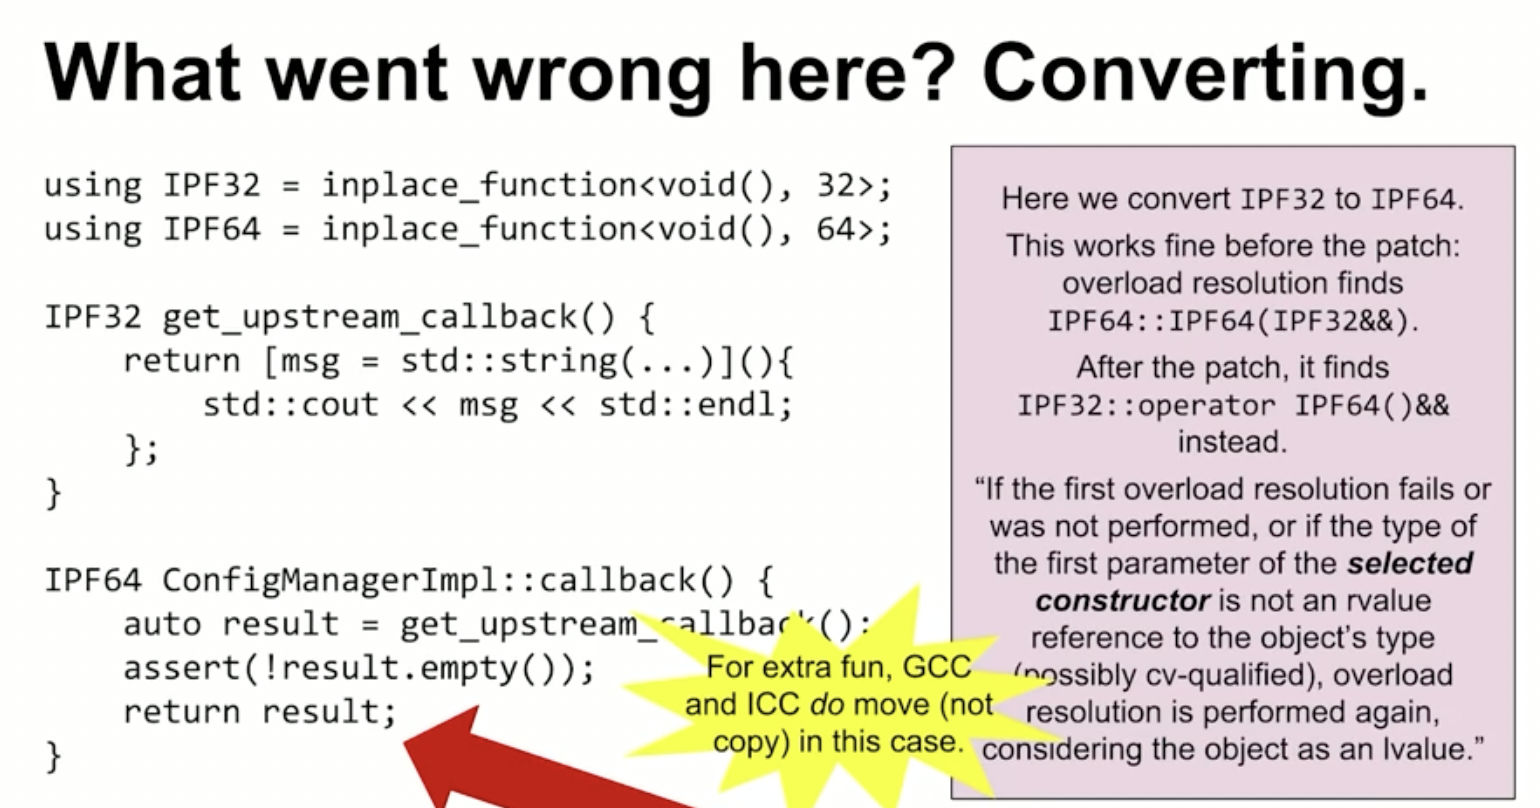 What went wrong here? Converting.
using IPF32 = inplace_function<void(), 32>;
using IPF64 = inplace_function<void(), 64>;
IPF32 get_upstream_callback() {
    return [msg = std::string(...)](){
        std::cout << msg << std::endl;
    };
}
IPF64 ConfigManagerImpl::callback() {
    auto result = get_upstream_callback();
    assert(!result.empty());
    return result;
}
For extra fun, GCC
and ICC do move (not
copy) in this case.
Here we convert IPF32 to IPF64.
This works fine before the patch:
overload resolution finds
IPF64::IPF64(IPF32&&).
After the patch, it finds
IPF32::operator IPF64()&&
instead.
“If the first overload resolution fails or
was not performed, or if the type of
the first parameter of the selected
constructor is not an rvalue
reference to the object’s type
(possibly cv-qualified), overload
resolution is performed again,
considering the object as an lvalue.”